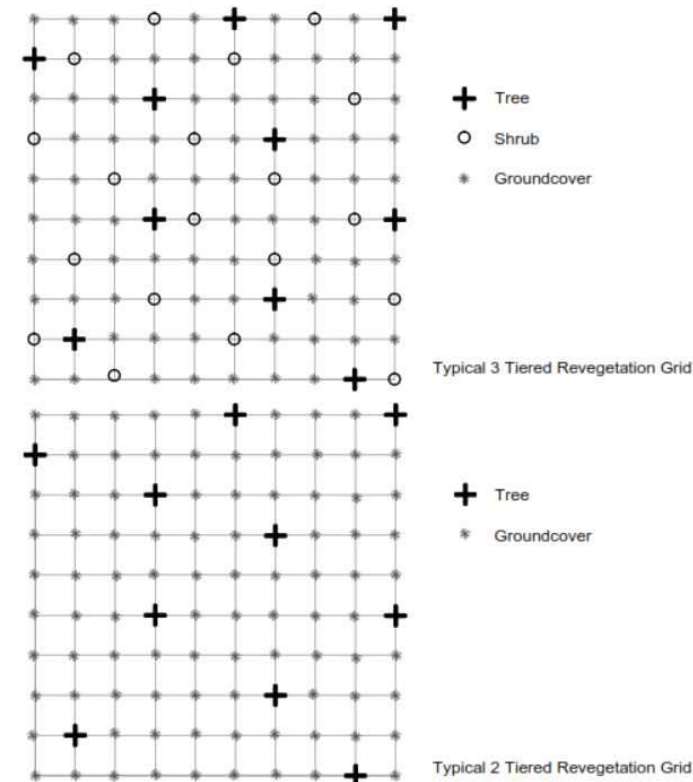 Tree
Shrub
Groundcover
Typical 3 Tiered Revegetation Grid
Tree
Groundcover
Typical 2 Tiered Revegetation Grid